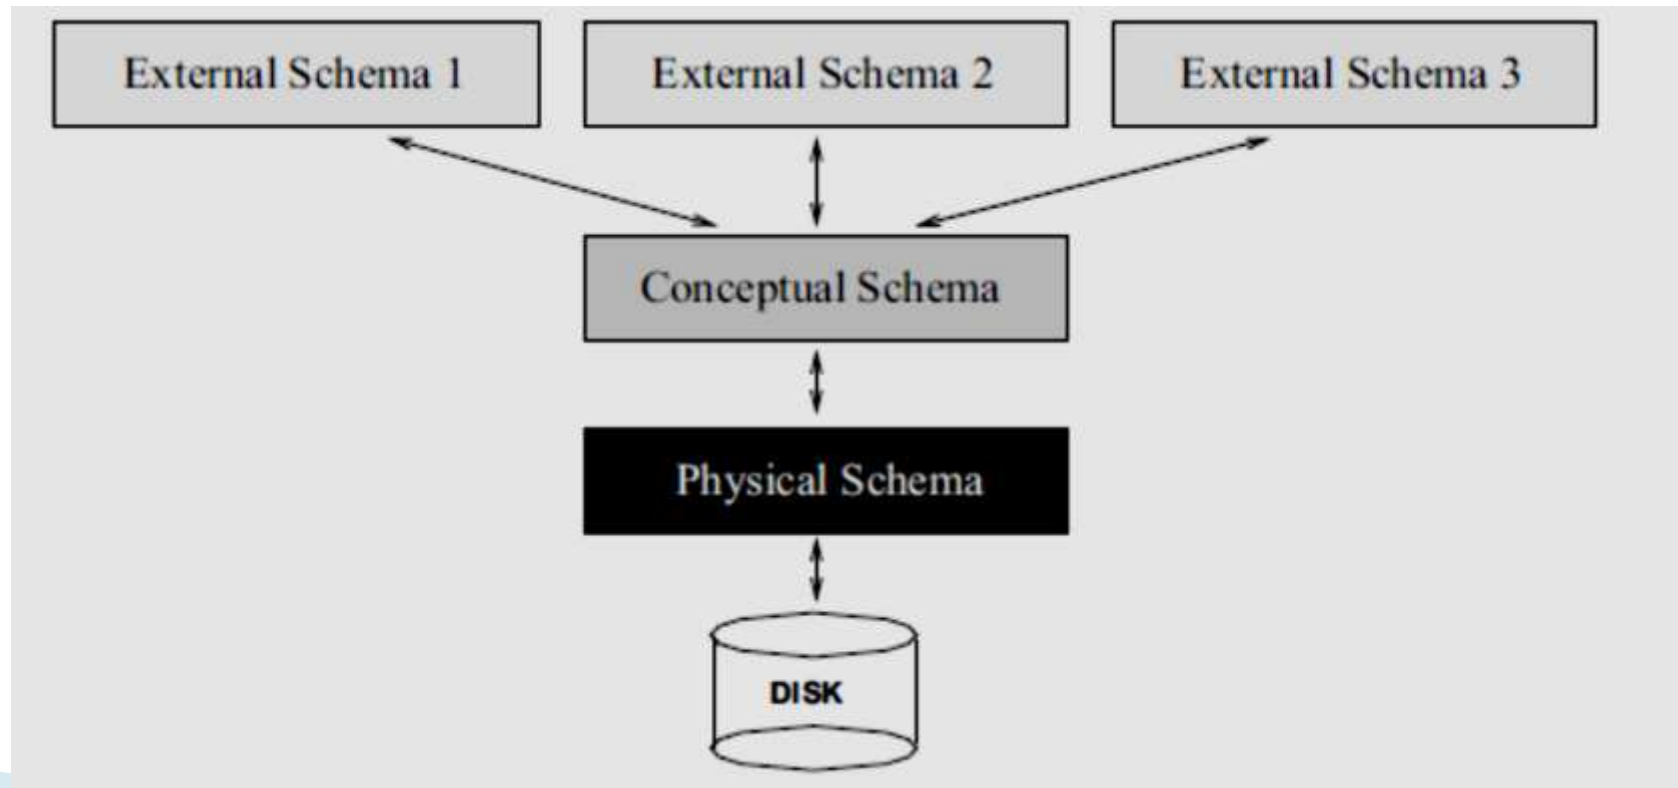 External Schema 1
External Schema 2
External Schema 3
Conceptual Schema
Physical Schema
DISK